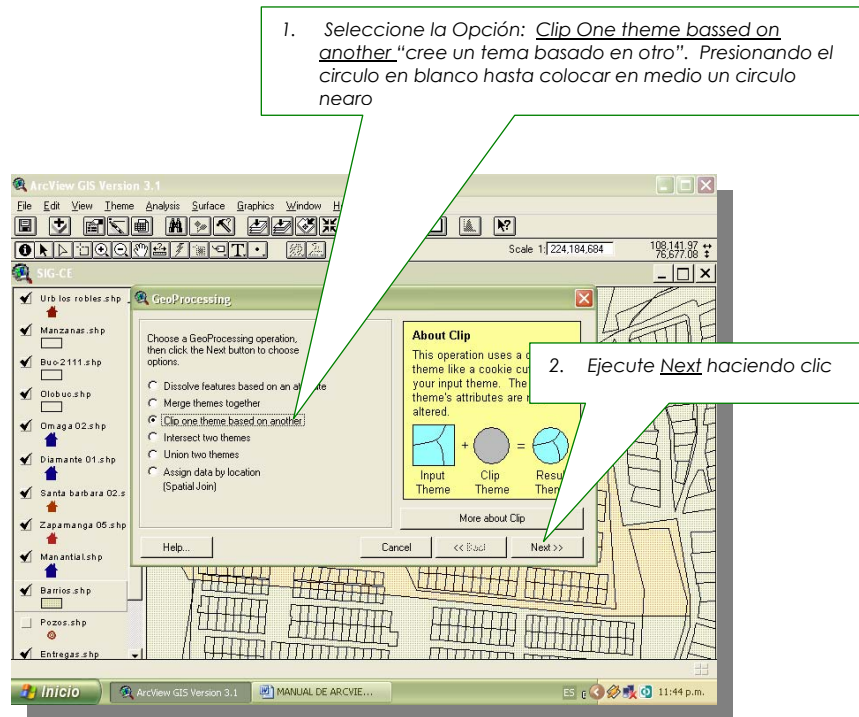 1. Seleccione la Opción: Clip One theme bassed on
another "cree un tema basado en otro". Presionando el
circulo en blanco hasta colocar en medio un circulo
nearo
ArcView GIS Version 3.1
File Edit View Theme Analysis Surface Graphics Window
Scale 1: 224,184,684
108,141.97
76,677.08
SIG-CE
Urb los robles.shp
Manzanas.shp
Buo-2111.shp
Olobuo.shp
Omaga 02.shp
Diamante 01.shp
Santa barbara 02.s
Zapamanga 05.shp
Manantial.shp
Barrios.shp
Pozos.shp
Entregas.shp
GeoProcessing
Choose a GeoProcessing operation,
then click the Next button to choose
options.
Dissolve features based on an
Merge themes together
Clip one theme based on another
Intersect two themes
Union two themes
Assign data by location
(Spatial Join)
About Clip
This operation uses a
theme like a cookie
your input theme. The
theme's attributes are
altered.
+ =
Input Clip
Theme Theme
More about Clip
Help... Cancel << Back Next >>
2. Ejecute Next haciendo clic
Inicio
ArcView GIS Version 3.1
MANUAL DE ARCVIE...
ES
11:44 p.m.